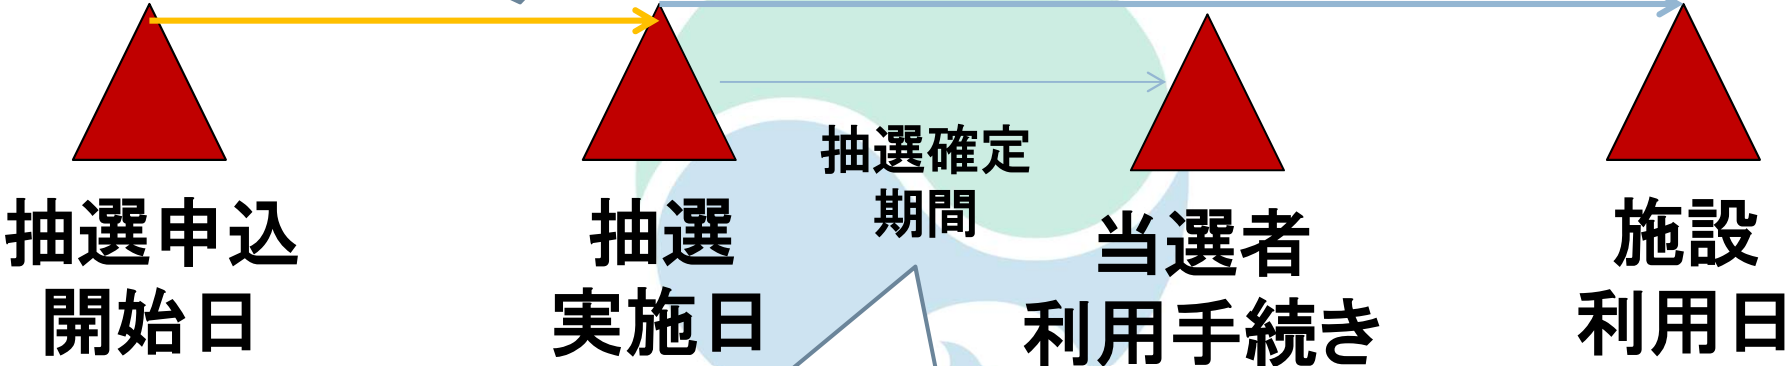 抽選申込
開始日
抽選
実施日
抽選確定
期間
当選者
利用手続き
施設
利用日